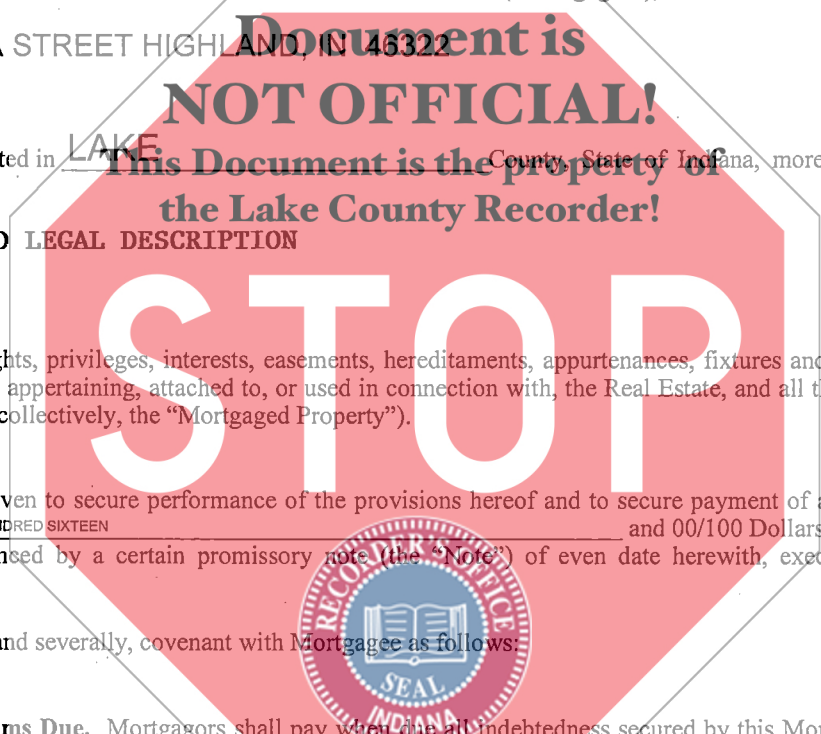 Document is
STREET HIGHLAND, IN 46322
NOT OFFICIAL!
ted in LAKE County, State of Indiana, more
This Document is the property of
the Lake County Recorder!
LEGAL DESCRIPTION
STOP
hts, privileges, interests, easements, hereditaments, appurtenances, fixtures and
appertaining, attached to, or used in connection with, the Real Estate, and all
collectively, the “Mortgaged Property”).
ven to secure performance of the provisions hereof and to secure payment of
DRED SIXTEEN and 00/100 Dollars
nced by a certain promissory note (the “Note”) of even date herewith, exec
and severally, covenant with Mortgagee as follows:
RECORDER'S OFFICE
SEAL
INDIANA
ms Due. Mortgagors shall pay when due all indebtedness secured by this Mor